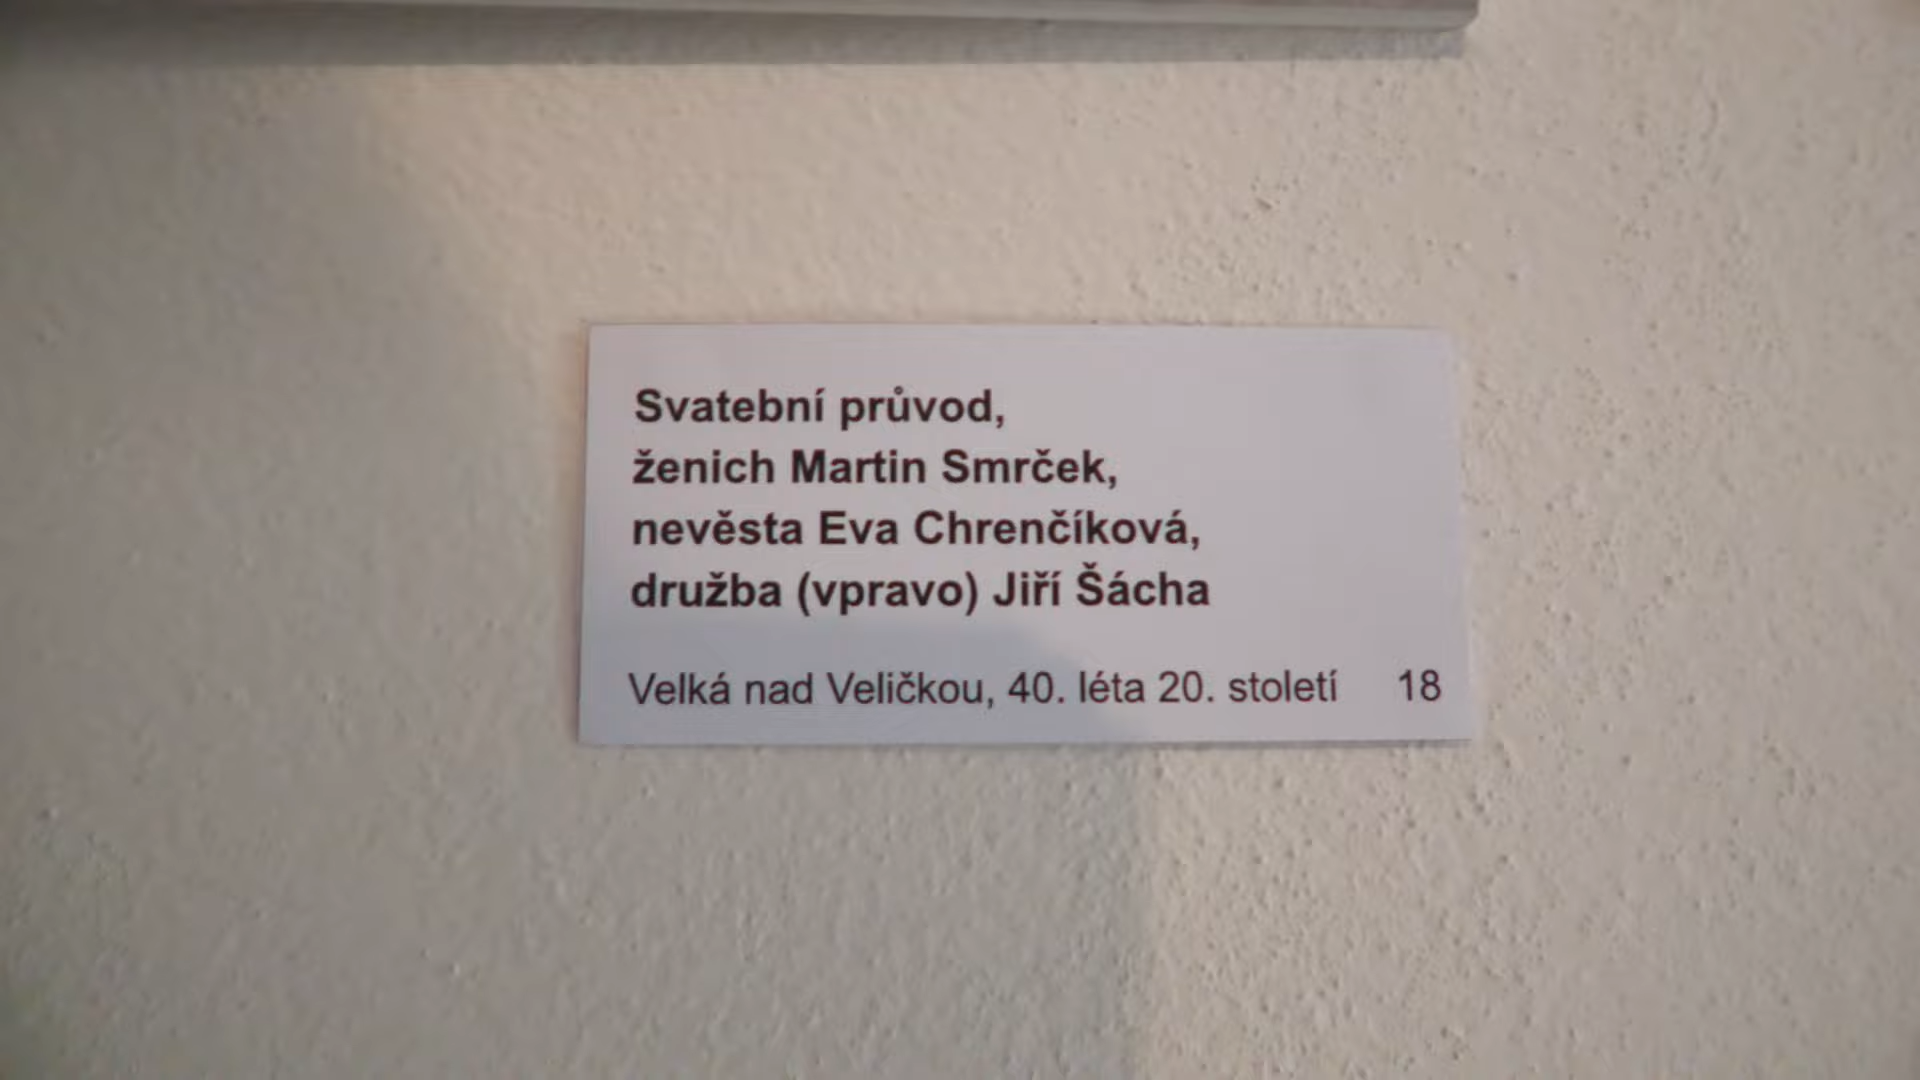 Svatební průvod,
ženich Martin Smrček,
nevěsta Eva Chrenčíková,
družba (vpravo) Jiří Šácha
Velká nad Veličkou, 40. léta 20. století 18